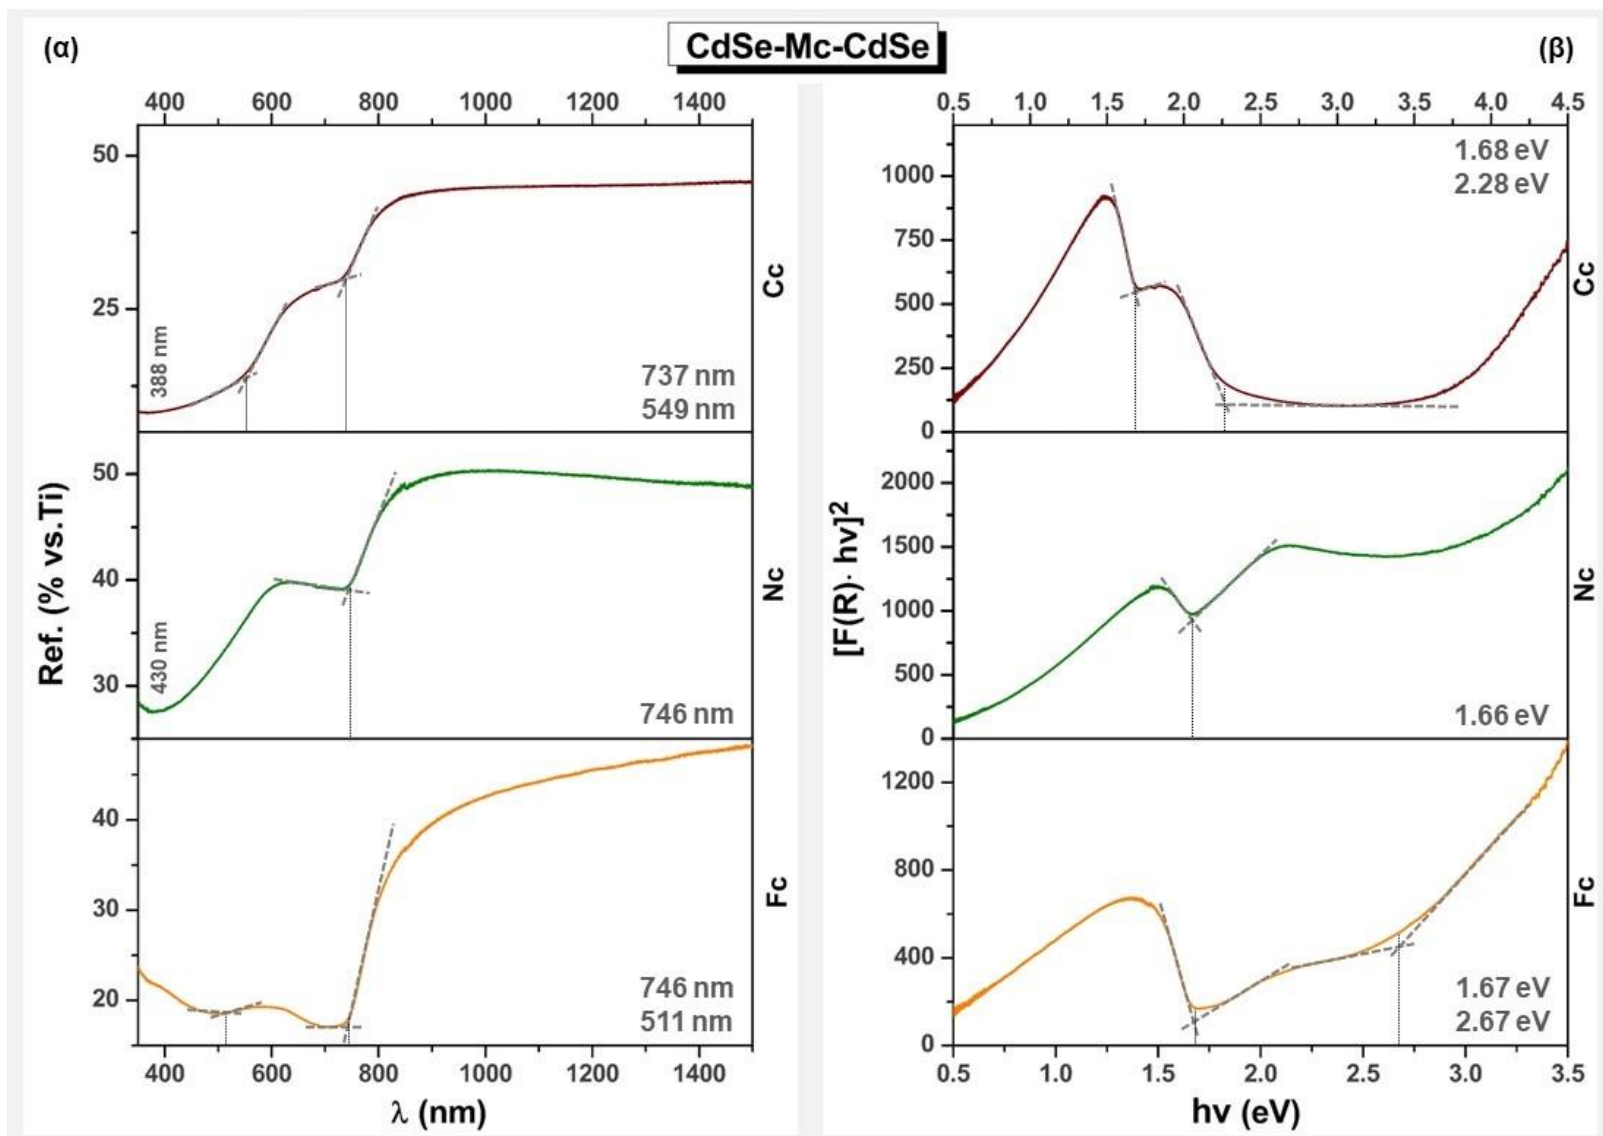 (α)
CdSe-Mc-CdSe
(β)
400 600 800 1000 1200 1400
0.5 1.0 1.5 2.0 2.5 3.0 3.5 4.0 4.5
50
25
388 nm
737 nm
549 nm
Cc
1000
750
500
250
0
1.68 eV
2.28 eV
Cc
Ref. (% vs.Ti)
50
40
30
430 nm
746 nm
Nc
[F(R)· hv]2
2000
1500
1000
500
0
1.66 eV
Nc
40
30
20
746 nm
511 nm
Fc
1200
800
400
0
1.67 eV
2.67 eV
Fc
400 600 800 1000 1200 1400
λ (nm)
0.5 1.0 1.5 2.0 2.5 3.0 3.5
hv (eV)